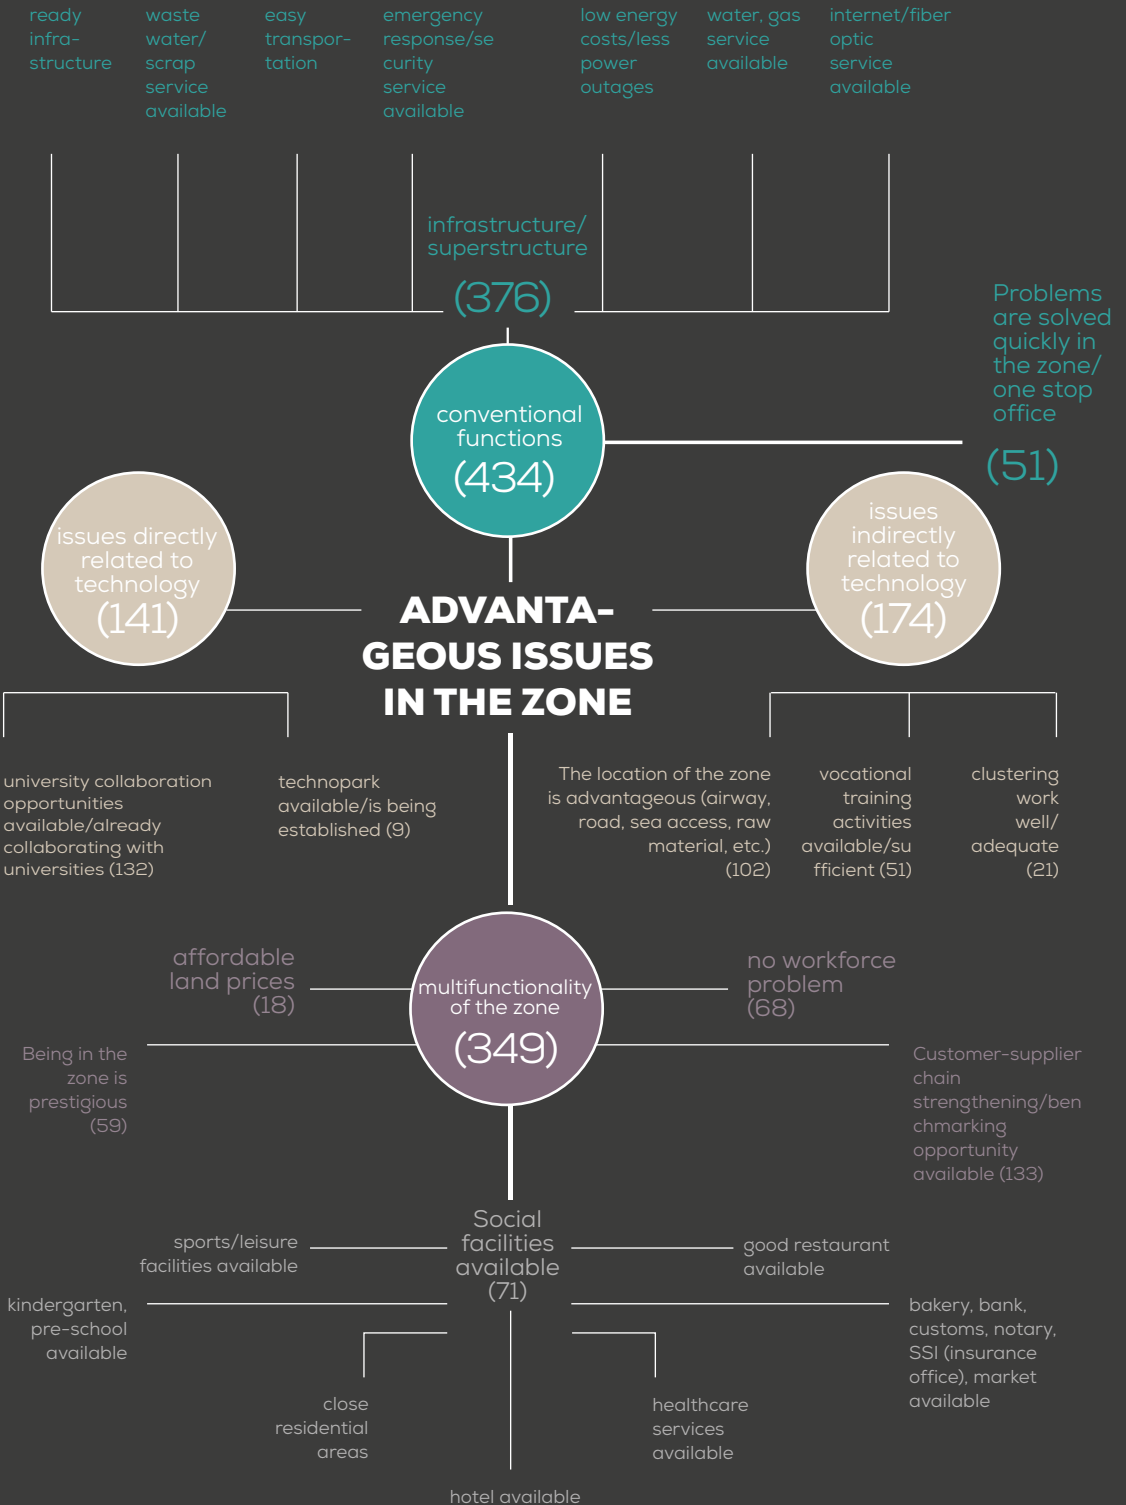 ready
infra-
structure
waste
water/
scrap
service
available
easy
transpor-
tation
emergency
response/se
curity
service
available
low energy
costs/less
power
outages
water, gas
service
available
internet/fiber
optic
service
available
infrastructure/
superstructure
(376)
Problems
are solved
quickly in
the zone/
one stop
office
(51)
conventional
functions
(434)
issues directly
related to
technology
(141)
issues
indirectly
related to
technology
(174)
ADVANTA-
GEOUS ISSUES
IN THE ZONE
university collaboration
opportunities
available/already
collaborating with
universities (132)
technopark
available/is being
established (9)
The location of the zone
is advantageous (airway,
road, sea access, raw
material, etc.)
(102)
vocational
training
activities
available/su
fficient (51)
clustering
work
well/
adequate
(21)
affordable
land prices
(18)
multifunctionality
of the zone
(349)
no workforce
problem
(68)
Being in the
zone is
prestigious
(59)
Customer-supplier
chain
strengthening/ben
chmarking
opportunity
available (133)
Social
facilities
available
(71)
sports/leisure
facilities available
good restaurant
available
kindergarten,
pre-school
available
bakery, bank,
customs, notary,
SSI (insurance
office), market
available
close
residential
areas
healthcare
services
available
hotel available